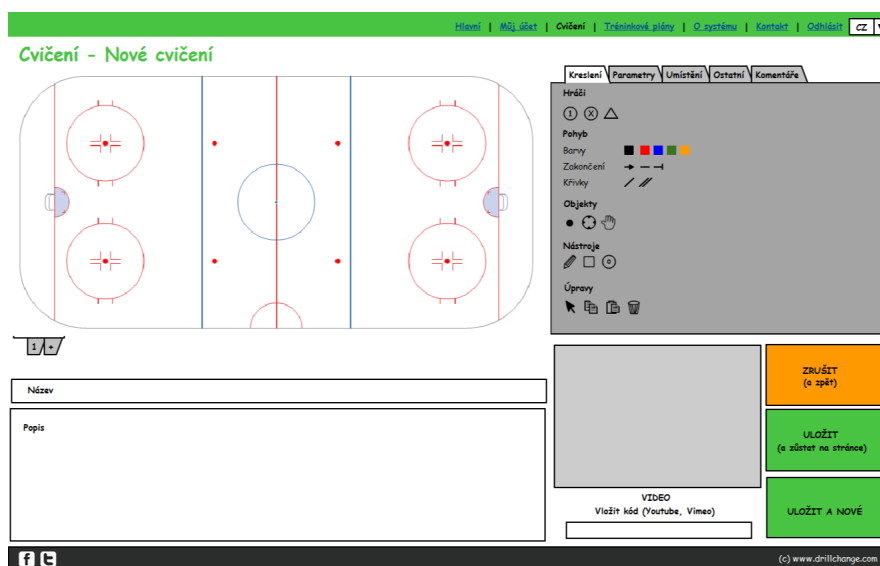 Hlavní | Můj účet | Cvičení | Tréninkové plány | O systému | Kontakt | Odhlásit CZ
Cvičení - Nové cvičení
Kreslení Parametry Umístění Ostatní Komentáře
Hráči
1 X
Pohyb
Barvy
Zakončení
Křivky
Objekty
Nástroje
Úpravy
1 +
Název
Popis
VIDEO
Vložit kód (Youtube, Vimeo)
ZRUŠIT
(a zpět)
ULOŽIT
(a zůstat na stránce)
ULOŽIT A NOVÉ
f t
(c) www.drillchange.com